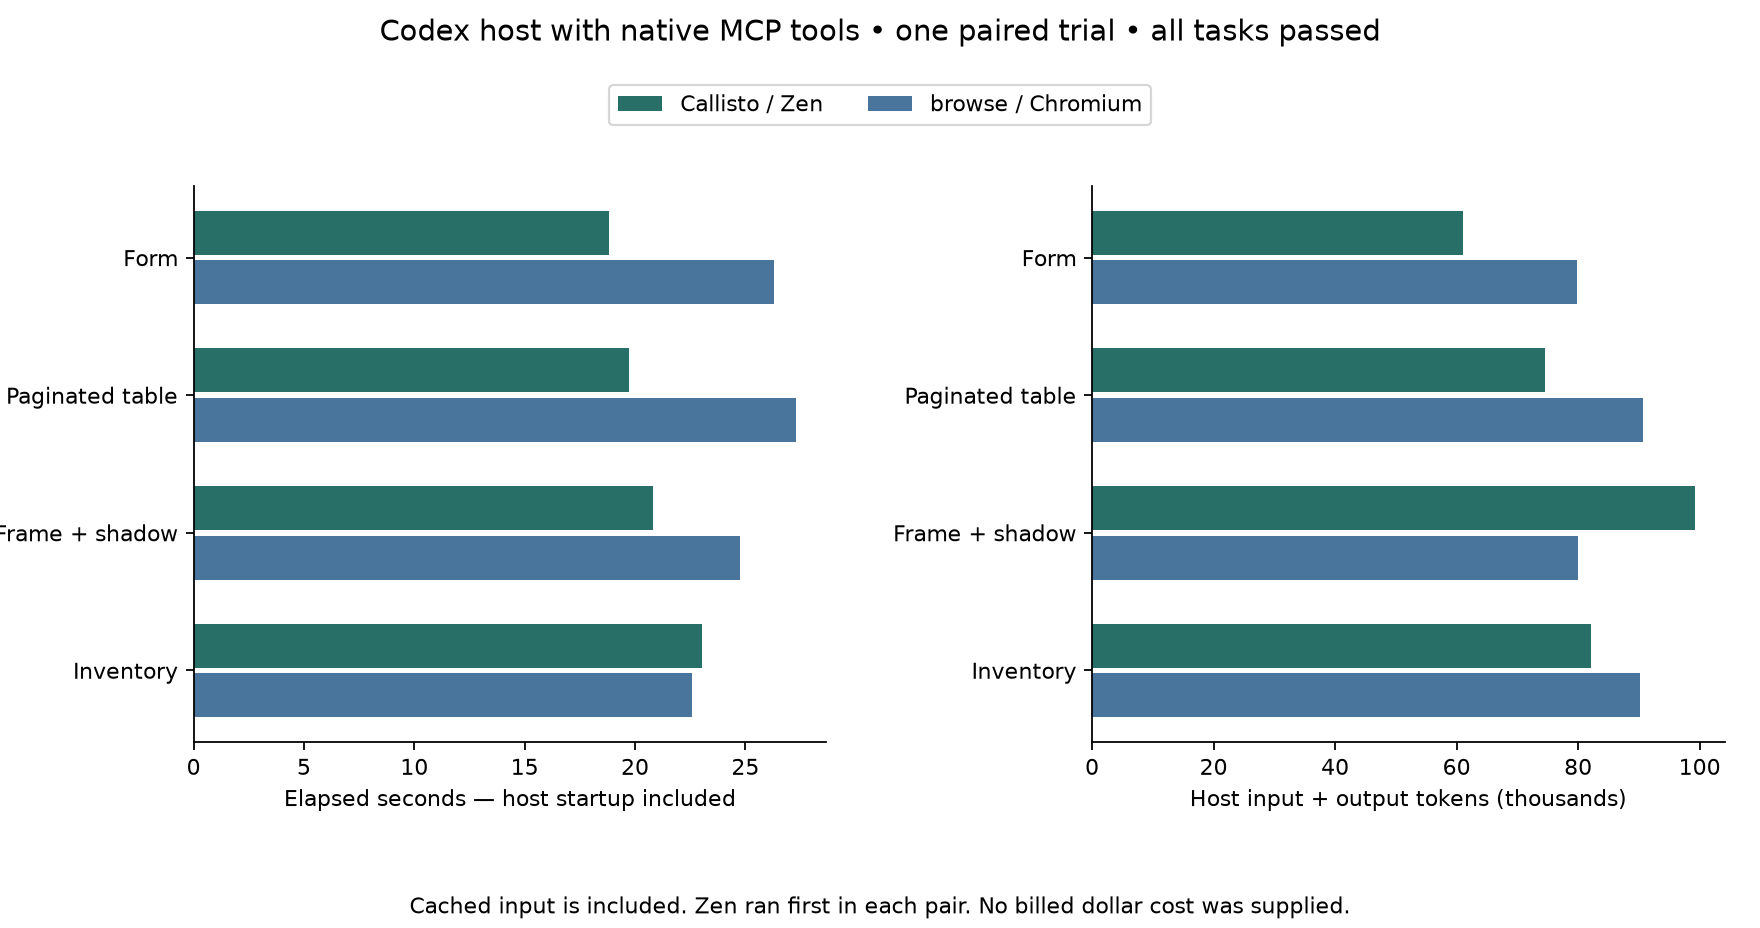 Codex host with native MCP tools • one paired trial • all tasks passed
Callisto / Zen
browse / Chromium
Form
Paginated table
Frame + shadow
Inventory
0 5 10 15 20 25
Elapsed seconds — host startup included
Form
Paginated table
Frame + shadow
Inventory
0 20 40 60 80 100
Host input + output tokens (thousands)
Cached input is included. Zen ran first in each pair. No billed dollar cost was supplied.